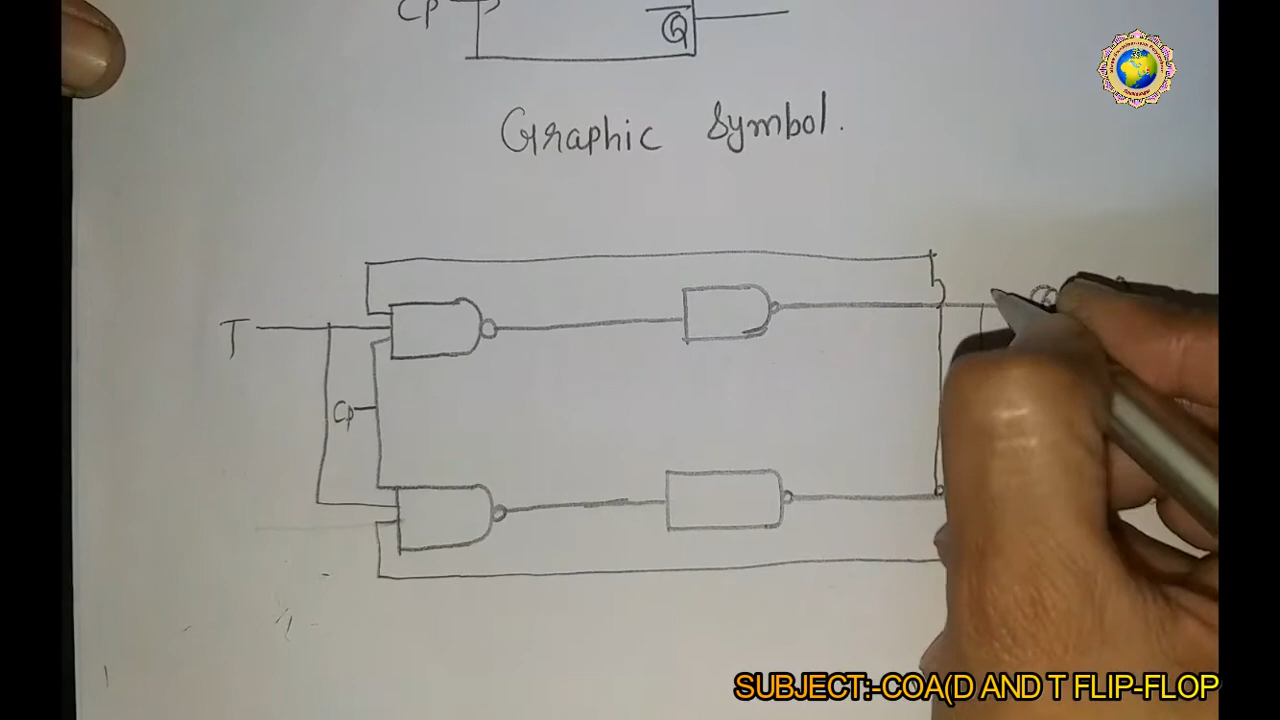 Cp
Q
Graphic Symbol.
Q
T
Cp
SUBJECT:-COA(D AND T FLIP-FLOP